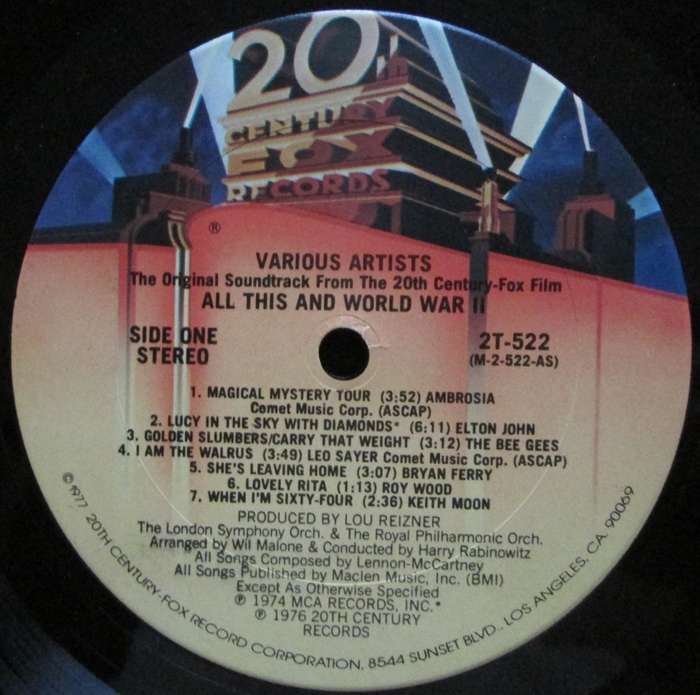 20th
CENTURY
FOX
RECORDS
®
VARIOUS ARTISTS
The Original Soundtrack From The 20th Century-Fox Film
ALL THIS AND WORLD WAR II
SIDE ONE
STEREO
2T-522
(M-2-522-AS)
1. MAGICAL MYSTERY TOUR (3:52) AMBROSIA
Comet Music Corp. (ASCAP)
2. LUCY IN THE SKY WITH DIAMONDS* (6:11) ELTON JOHN
3. GOLDEN SLUMBERS/CARRY THAT WEIGHT (3:12) THE BEE GEES
4. I AM THE WALRUS (3:49) LEO SAYER Comet Music Corp. (ASCAP)
5. SHE'S LEAVING HOME (3:07) BRYAN FERRY
6. LOVELY RITA (1:13) ROY WOOD
7. WHEN I'M SIXTY-FOUR (2:36) KEITH MOON
PRODUCED BY LOU REIZNER
The London Symphony Orch. & The Royal Philharmonic Orch.
Arranged by Wil Malone & Conducted by Harry Rabinowitz
All Songs Composed by Lennon-McCartney
All Songs Published by Maclen Music, Inc. (BMI)
Except As Otherwise Specified
℗ 1974 MCA RECORDS, INC.*
℗ 1976 20TH CENTURY
RECORDS
© 1977 20TH CENTURY-FOX RECORD CORPORATION, 8544 SUNSET BLVD., LOS ANGELES, CA. 90069